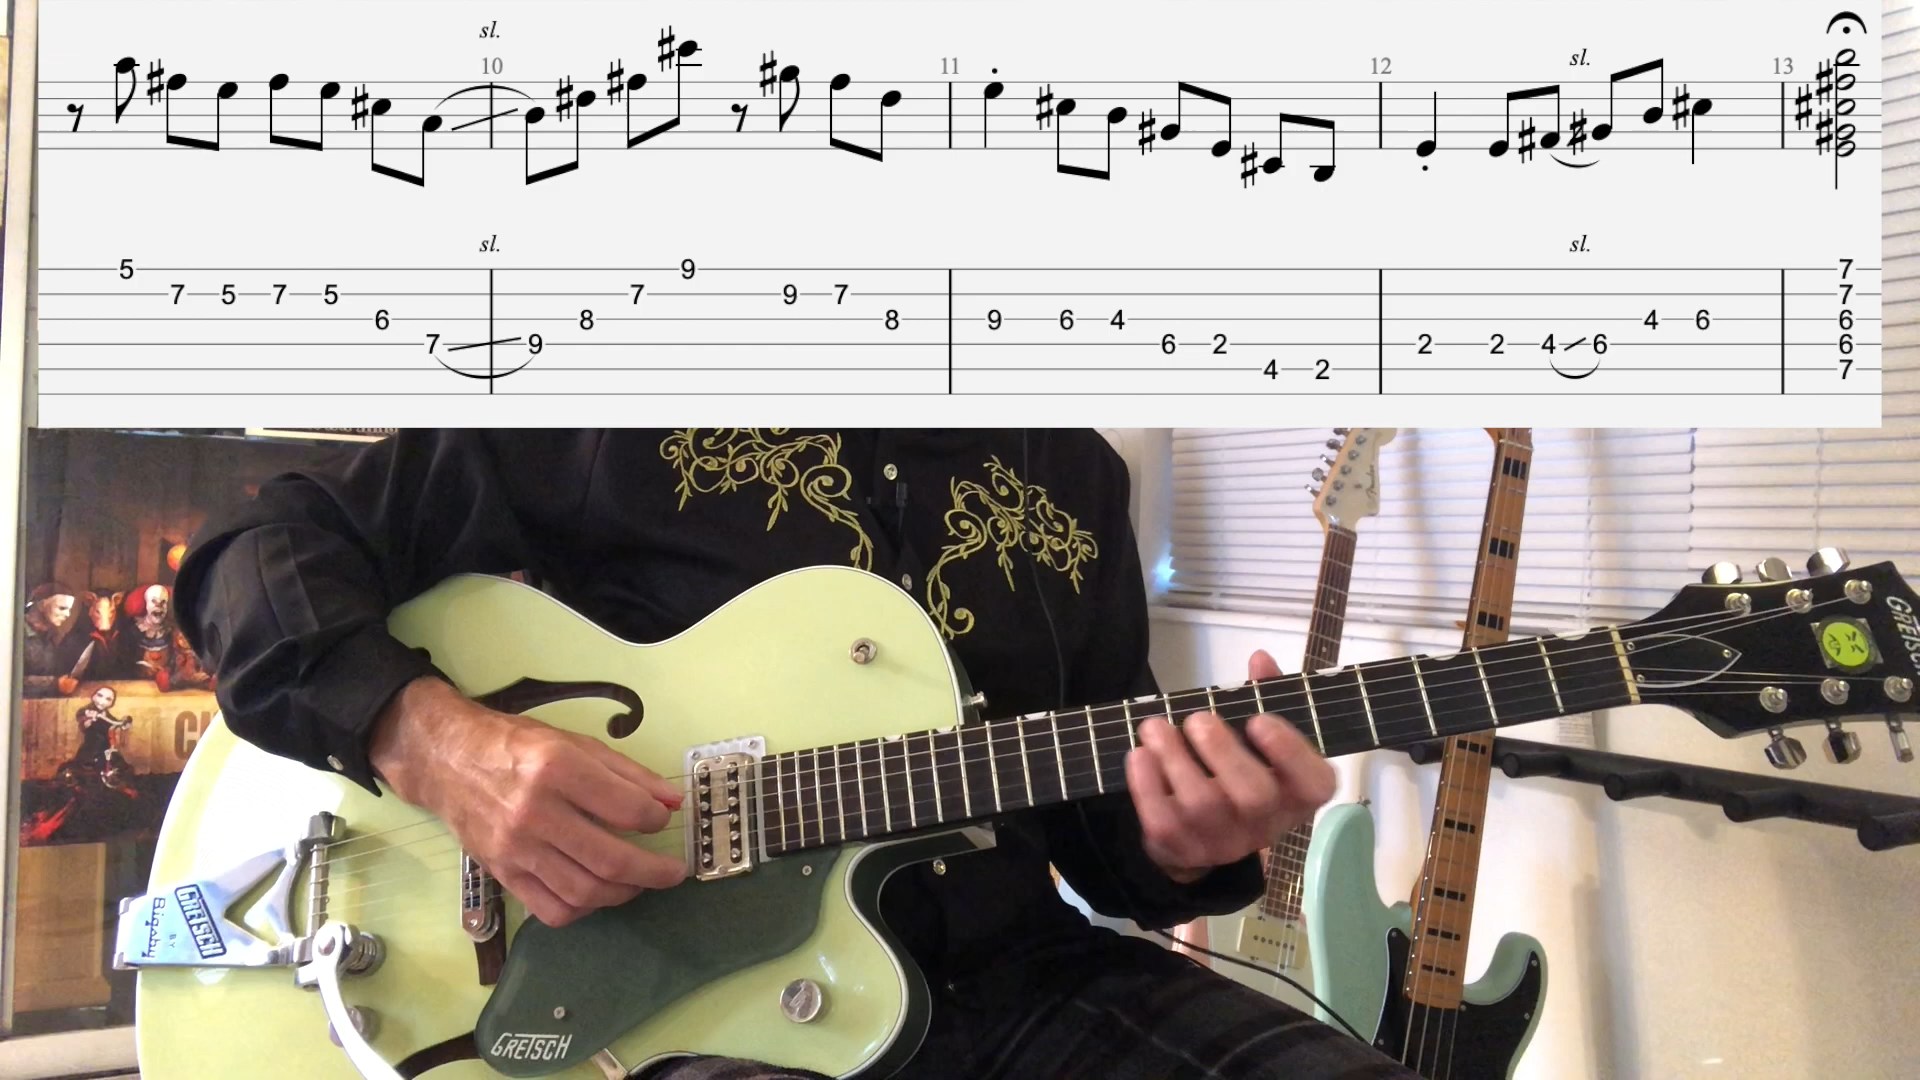 sl.
10 11 12 sl. 13
sl. sl.
5 9 7
7 5 7 5 7 9 7 7
6 8 8 9 6 4 4 6 6
7 9 6 2 2 2 4 6 6
4 2 7
GRETSCH
BY
Bigsby
GRETSCH
GRETSCH
Fender
C